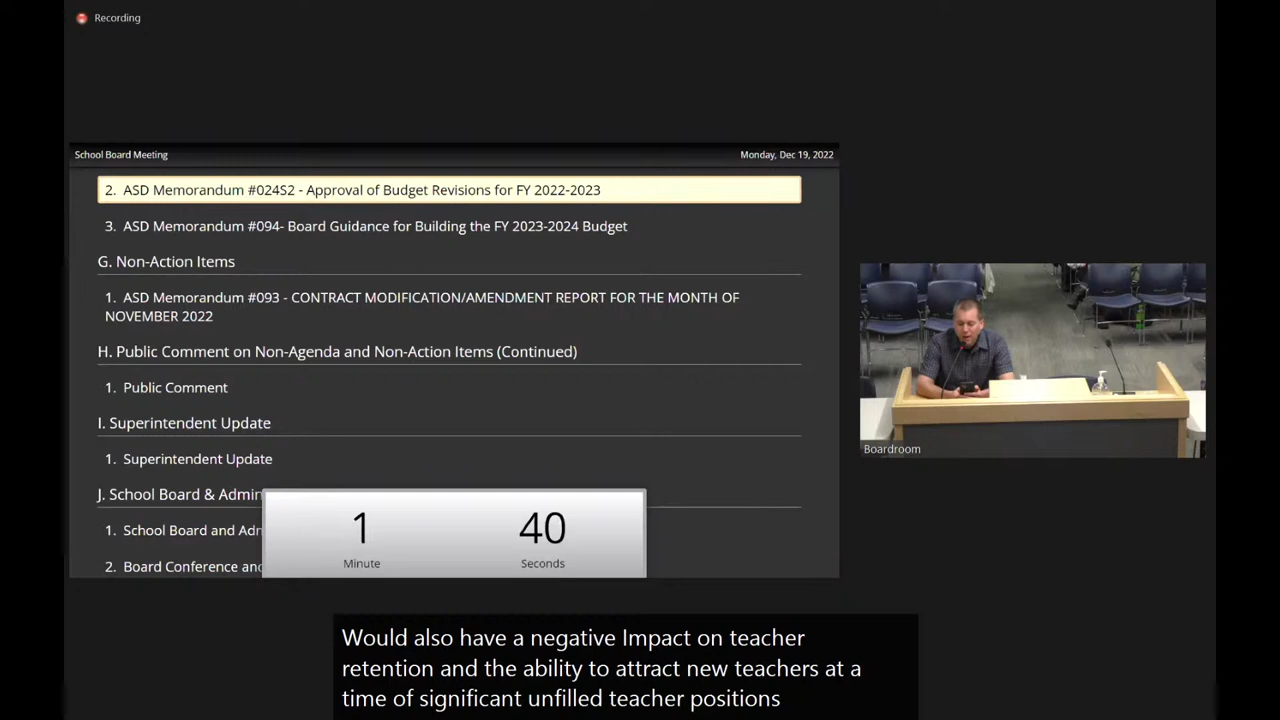 Recording
School Board Meeting
Monday, Dec 19, 2022
2. ASD Memorandum #024S2 - Approval of Budget Revisions for FY 2022-2023
3. ASD Memorandum #094- Board Guidance for Building the FY 2023-2024 Budget
G. Non-Action Items
1. ASD Memorandum #093 - CONTRACT MODIFICATION/AMENDMENT REPORT FOR THE MONTH OF
NOVEMBER 2022
H. Public Comment on Non-Agenda and Non-Action Items (Continued)
1. Public Comment
I. Superintendent Update
1. Superintendent Update
J. School Board & Admin
1. School Board and Adn
2. Board Conference and
1 40
Minute Seconds
Boardroom
Would also have a negative Impact on teacher
retention and the ability to attract new teachers at a
time of significant unfilled teacher positions